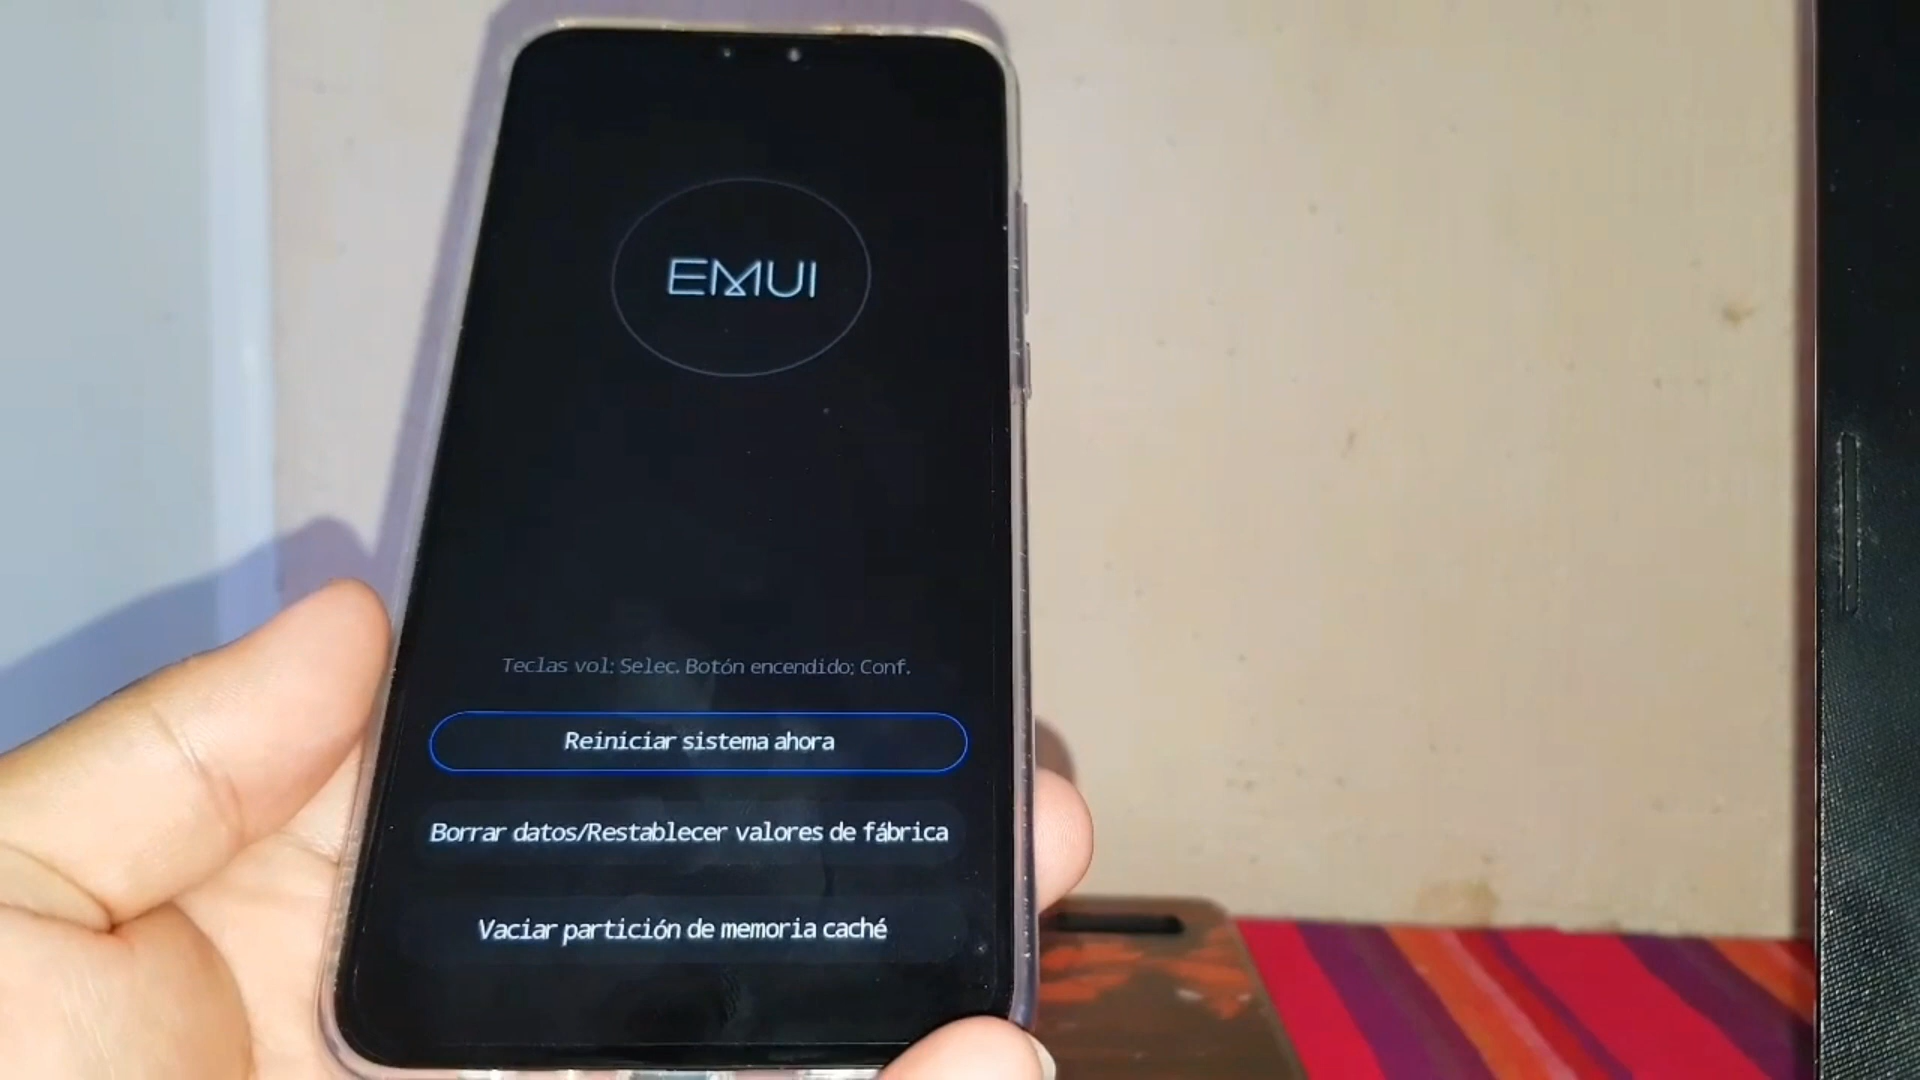 EMUI
Teclas vol: Selec. Botón encendido: Conf.
Reiniciar sistema ahora
Borrar datos/Restablecer valores de fábrica
Vaciar partición de memoria caché